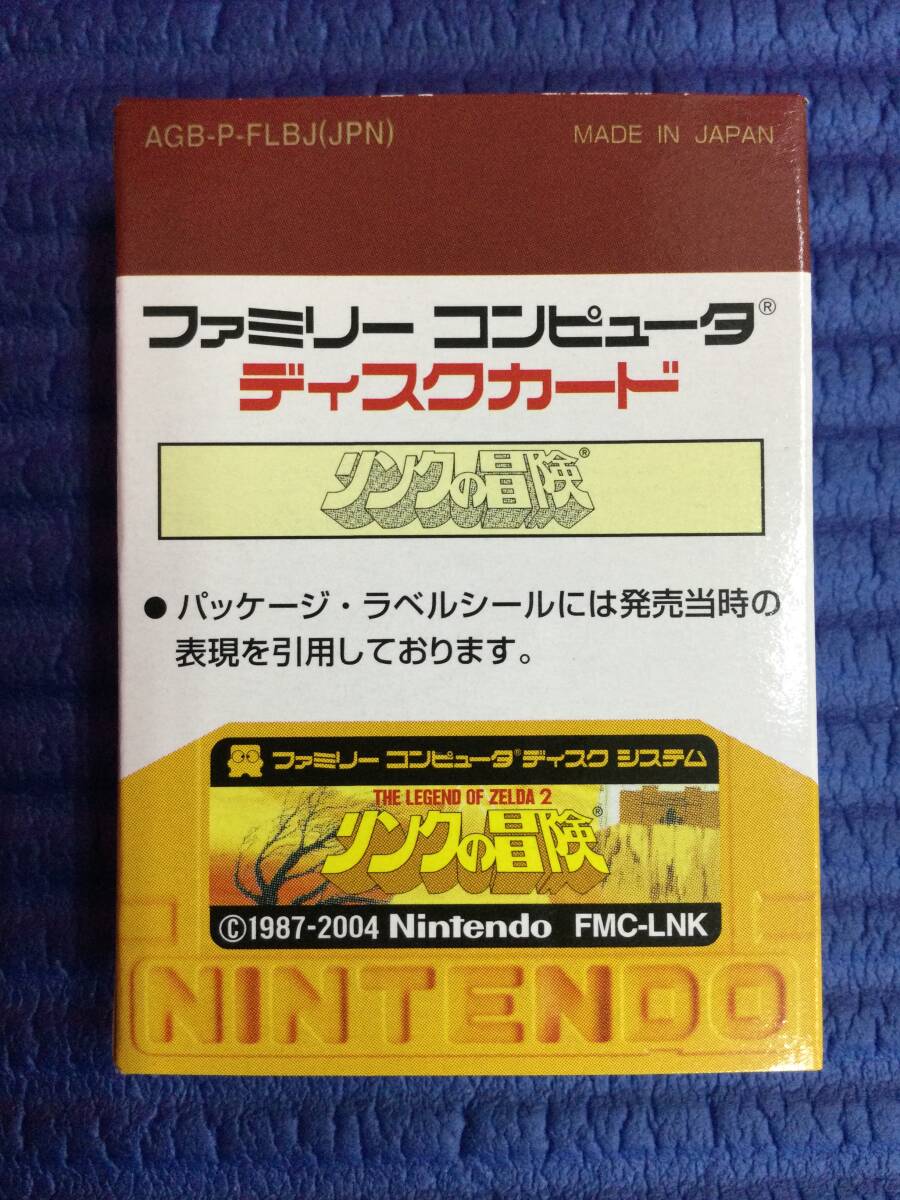 AGB-P-FLBJ(JPN) MADE IN JAPAN
ファミリー コンピュータ®
ディスクカード
リンクの冒険®
● パッケージ・ラベルシールには発売当時の
表現を引用しております。
ファミリー コンピュータ®ディスク システム
THE LEGEND OF ZELDA 2
リンクの冒険®
©1987-2004 Nintendo FMC-LNK
NINTENDO